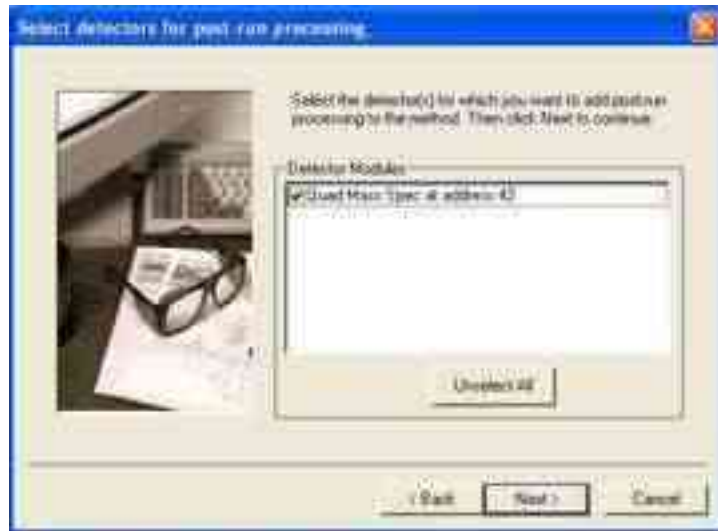 Select detectors for post-run processing
Select the detector(s) for which you want to add post-run
processing to the method. Then click Next to continue.
Detector Modules
Quad Mass Spec at address 42
Unselect All
< Back
Next >
Cancel